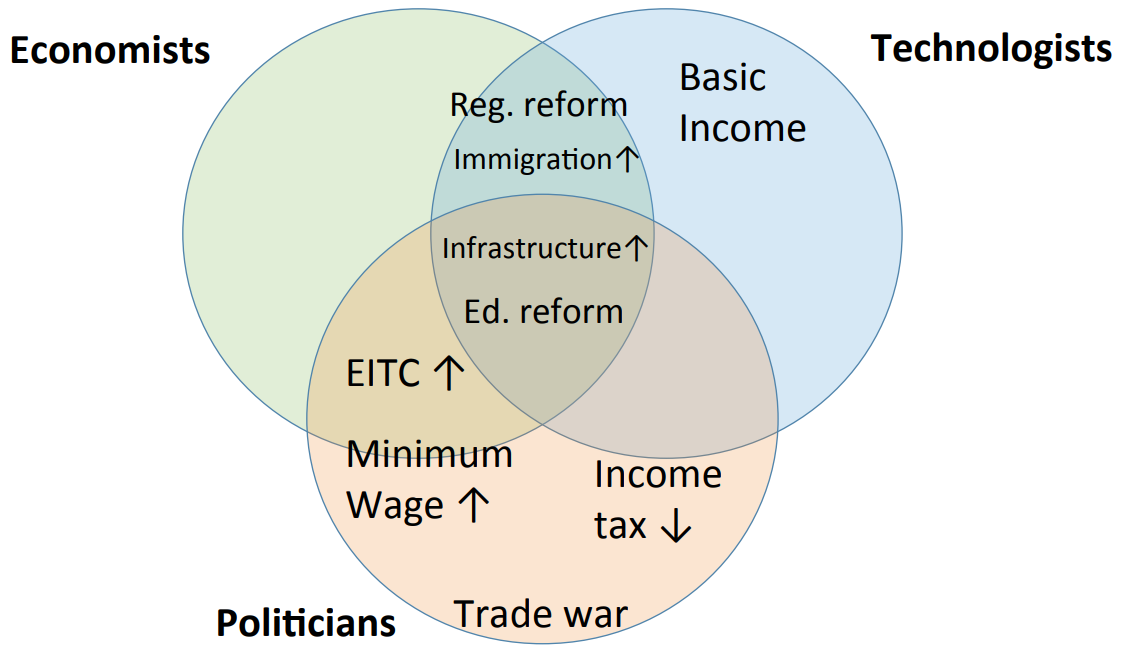 Economists
Technologists
Basic
Income
Reg. reform
Immigration↑
Infrastructure↑
Ed. reform
EITC ↑
Minimum
Wage ↑
Income
tax ↓
Trade war
Politicians